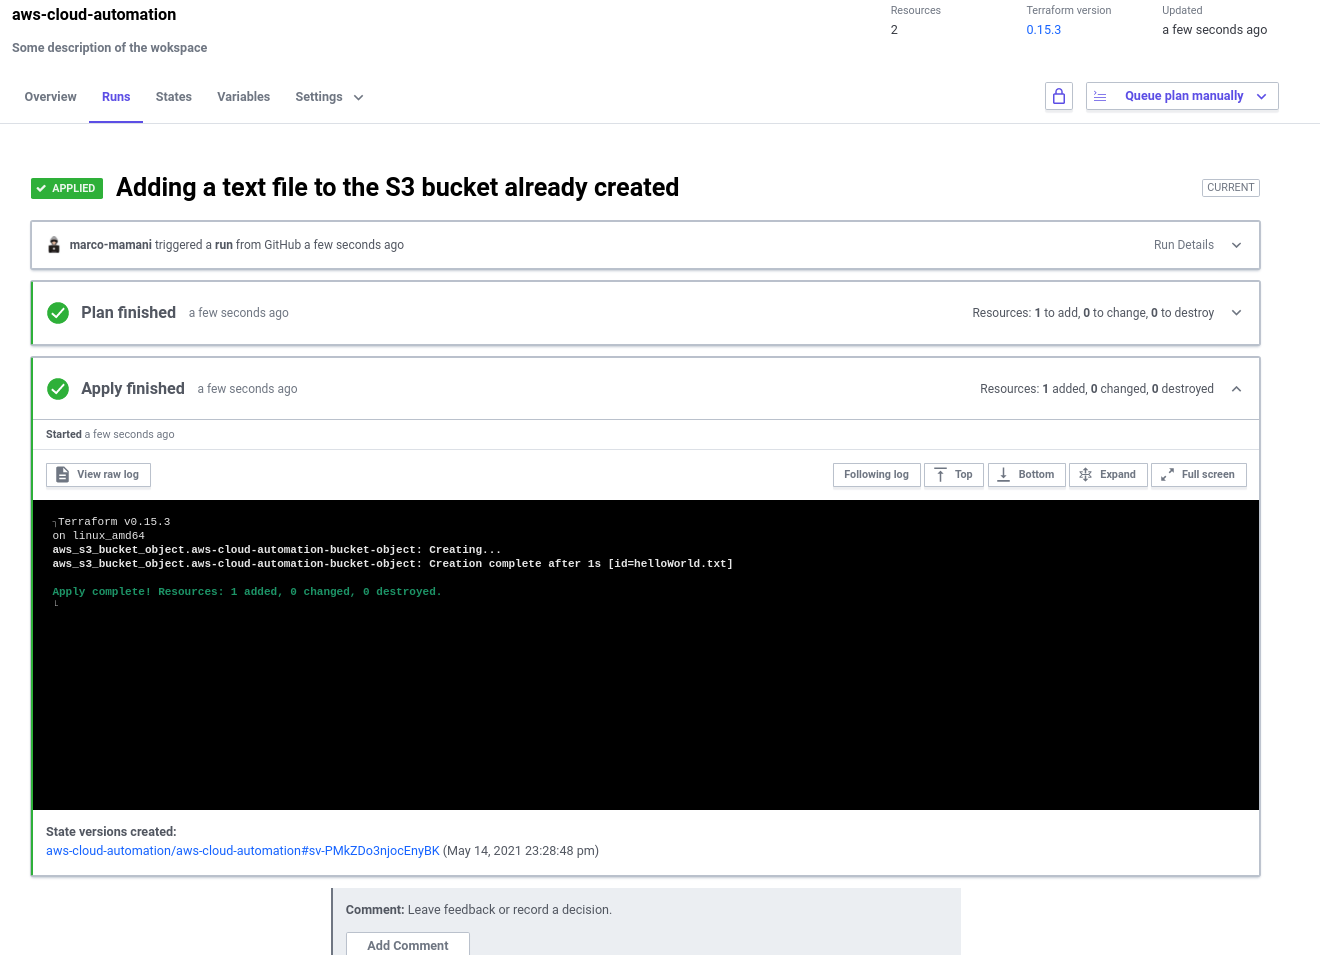 aws-cloud-automation
Resources
Terraform version
Updated
2
0.15.3
a few seconds ago
Some description of the wokspace
Overview
Runs
States
Variables
Settings
Queue plan manually
APPLIED
Adding a text file to the S3 bucket already created
CURRENT
marco-mamani triggered a run from GitHub a few seconds ago
Run Details
Plan finished a few seconds ago
Resources: 1 to add, 0 to change, 0 to destroy
Apply finished a few seconds ago
Resources: 1 added, 0 changed, 0 destroyed
Started a few seconds ago
View raw log
Following log
Top
Bottom
Expand
Full screen
Terraform v0.15.3
on linux_amd64
aws_s3_bucket_object.aws-cloud-automation-bucket-object: Creating...
aws_s3_bucket_object.aws-cloud-automation-bucket-object: Creation complete after 1s [id=helloWorld.txt]
Apply complete! Resources: 1 added, 0 changed, 0 destroyed.
State versions created:
aws-cloud-automation/aws-cloud-automation#sv-PMkZDo3njocEnyBK (May 14, 2021 23:28:48 pm)
Comment: Leave feedback or record a decision.
Add Comment